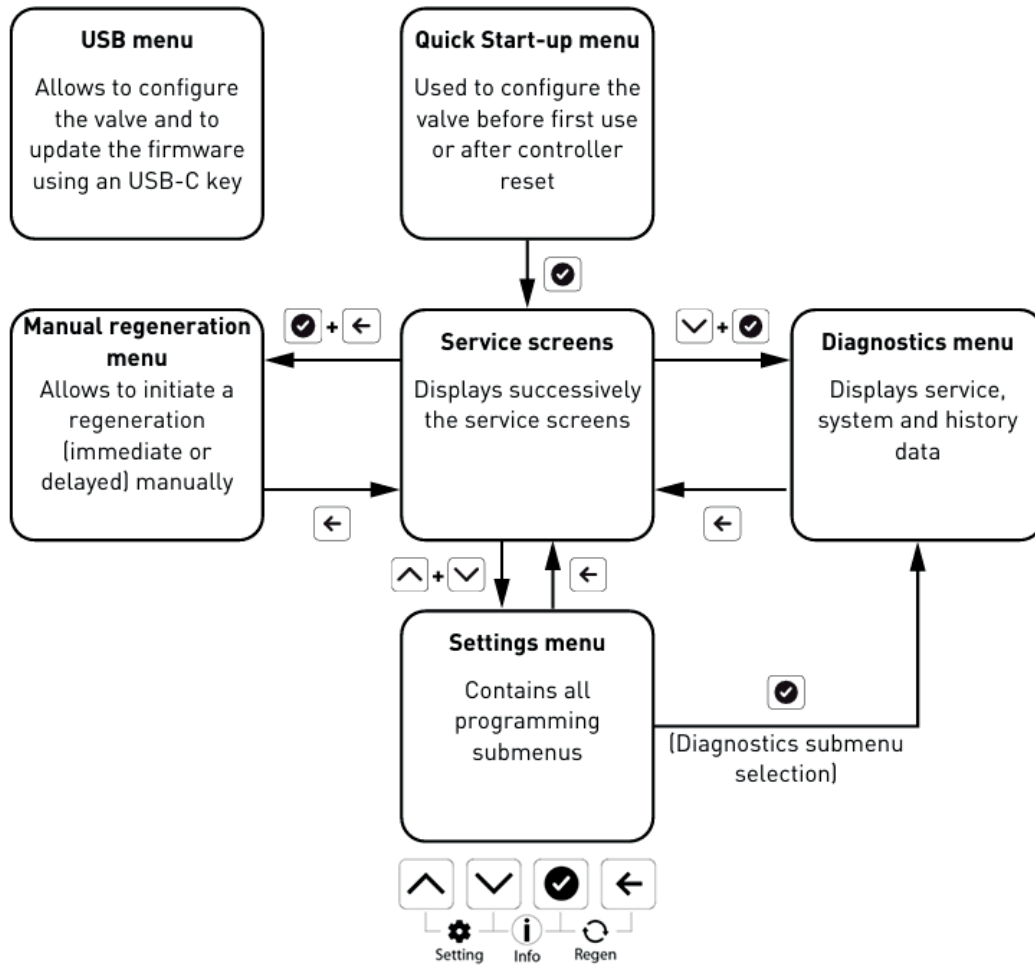 USB menu
Allows to configure
the valve and to
update the firmware
using an USB-C key
Quick Start-up menu
Used to configure the
valve before first use
or after controller
reset
Manual regeneration
menu
Allows to initiate a
regeneration
(immediate or
delayed) manually
+
Service screens
Displays successively
the service screens
+
Diagnostics menu
Displays service,
system and history
data
+
Settings menu
Contains all
programming
submenus
(Diagnostics submenu
selection)
i
Setting Info Regen